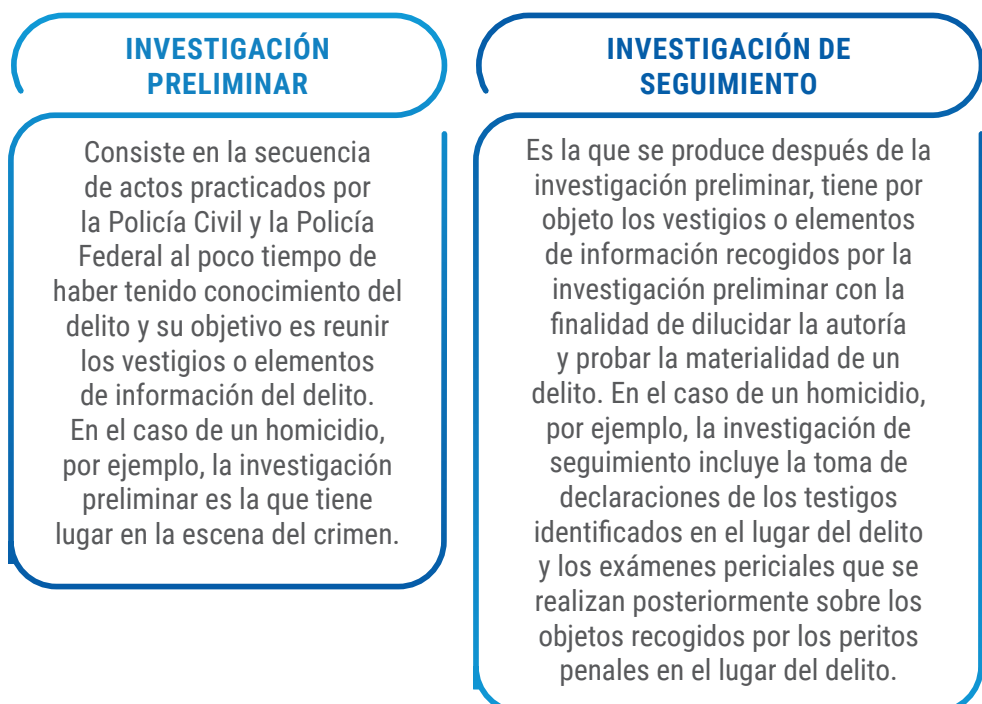 INVESTIGACIÓN
PRELIMINAR
Consiste en la secuencia
de actos practicados por
la Policía Civil y la Policía
Federal al poco tiempo de
haber tenido conocimiento del
delito y su objetivo es reunir
los vestigios o elementos
de información del delito.
En el caso de un homicidio,
por ejemplo, la investigación
preliminar es la que tiene
lugar en la escena del crimen.
INVESTIGACIÓN DE
SEGUIMIENTO
Es la que se produce después de la
investigación preliminar, tiene por
objeto los vestigios o elementos
de información recogidos por la
investigación preliminar con la
finalidad de dilucidar la autoría
y probar la materialidad de un
delito. En el caso de un homicidio,
por ejemplo, la investigación de
seguimiento incluye la toma de
declaraciones de los testigos
identificados en el lugar del delito
y los exámenes periciales que se
realizan posteriormente sobre los
objetos recogidos por los peritos
penales en el lugar del delito.